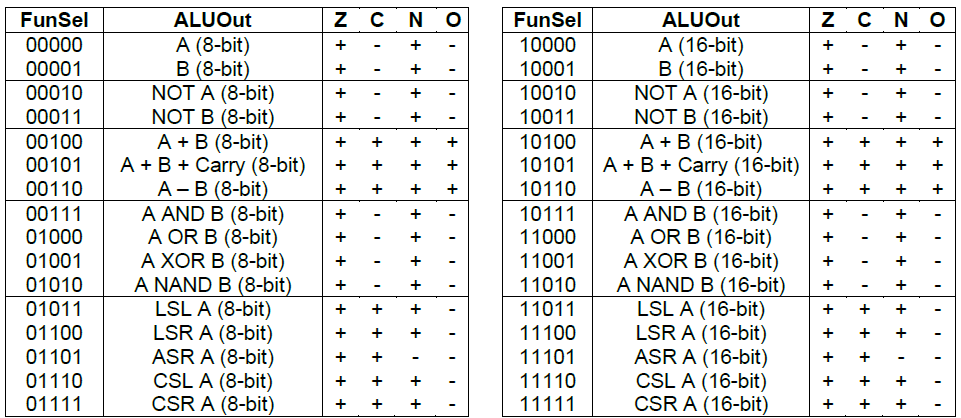 FunSel ALUOut Z C N O
00000 A (8-bit) + - + -
00001 B (8-bit) + - + -
00010 NOT A (8-bit) + - + -
00011 NOT B (8-bit) + - + -
00100 A + B (8-bit) + + + +
00101 A + B + Carry (8-bit) + + + +
00110 A – B (8-bit) + + + +
00111 A AND B (8-bit) + - + -
01000 A OR B (8-bit) + - + -
01001 A XOR B (8-bit) + - + -
01010 A NAND B (8-bit) + - + -
01011 LSL A (8-bit) + + + -
01100 LSR A (8-bit) + + + -
01101 ASR A (8-bit) + + - -
01110 CSL A (8-bit) + + + -
01111 CSR A (8-bit) + + + -
FunSel ALUOut Z C N O
10000 A (16-bit) + - + -
10001 B (16-bit) + - + -
10010 NOT A (16-bit) + - + -
10011 NOT B (16-bit) + - + -
10100 A + B (16-bit) + + + +
10101 A + B + Carry (16-bit) + + + +
10110 A – B (16-bit) + + + +
10111 A AND B (16-bit) + - + -
11000 A OR B (16-bit) + - + -
11001 A XOR B (16-bit) + - + -
11010 A NAND B (16-bit) + - + -
11011 LSL A (16-bit) + + + -
11100 LSR A (16-bit) + + + -
11101 ASR A (16-bit) + + - -
11110 CSL A (16-bit) + + + -
11111 CSR A (16-bit) + + + -